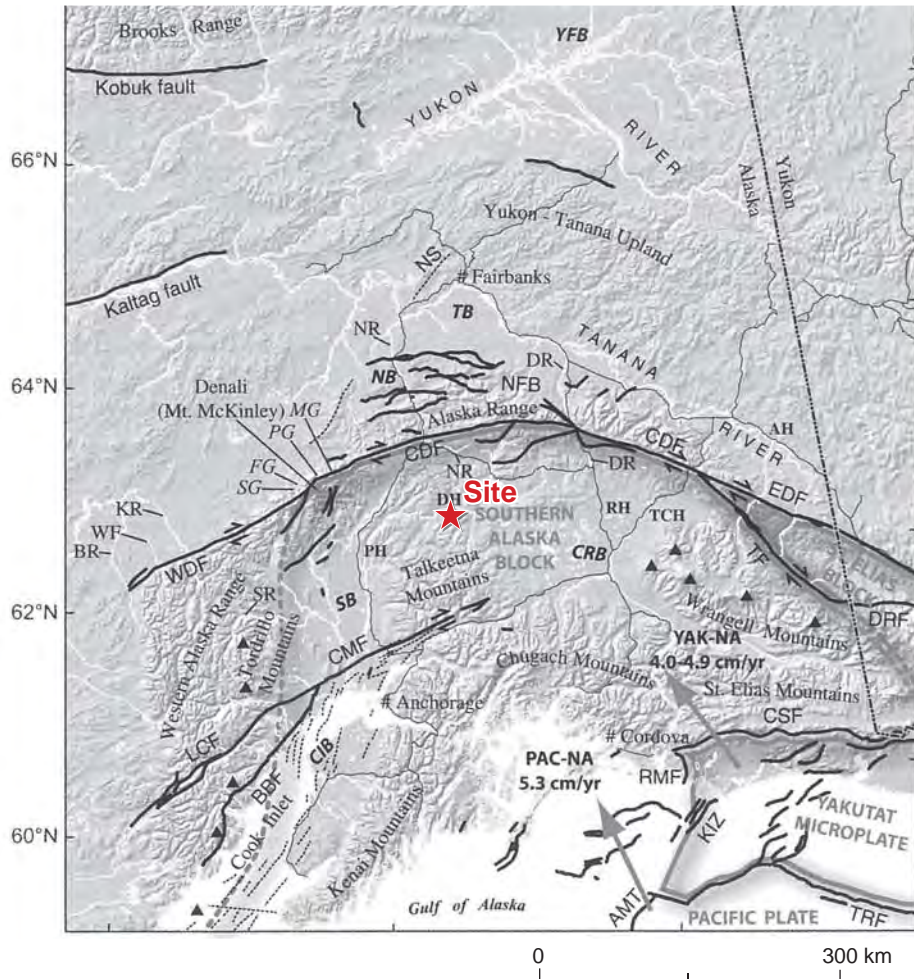 Brooks Range
Kobuk fault
YFB
YUKON
RIVER
66°N
Yukon
Alaska
Yukon - Tanana Upland
NS
# Fairbanks
Kaltag fault
TB
NR
TANANA
DR
64°N
NB
NFB
Denali
(Mt. McKinley) MG
PG
FG
SG
Alaska Range
CDF
CDF
RIVER
AH
NR
DR
EDF
KR
WF
BR
DH
Site
SOUTHERN
ALASKA
BLOCK
RH
TCH
WDF
PH
CRB
TF
ELIAS
BLOCK
Talkeetna
Mountains
62°N
SR
SB
DRF
Western Alaska Range
Tordrillo
Mountains
CMF
Wrangell Mountains
YAK-NA
4.0-4.9 cm/yr
Chugach Mountains
St. Elias Mountains
# Anchorage
CSF
LCF
CIB
# Cordova
BBF
PAC-NA
5.3 cm/yr
RMF
YAKUTAT
MICROPLATE
60°N
Cook Inlet
KIZ
Kenai Mountains
Gulf of Alaska
AMT
PACIFIC PLATE
TRF
0
300 km